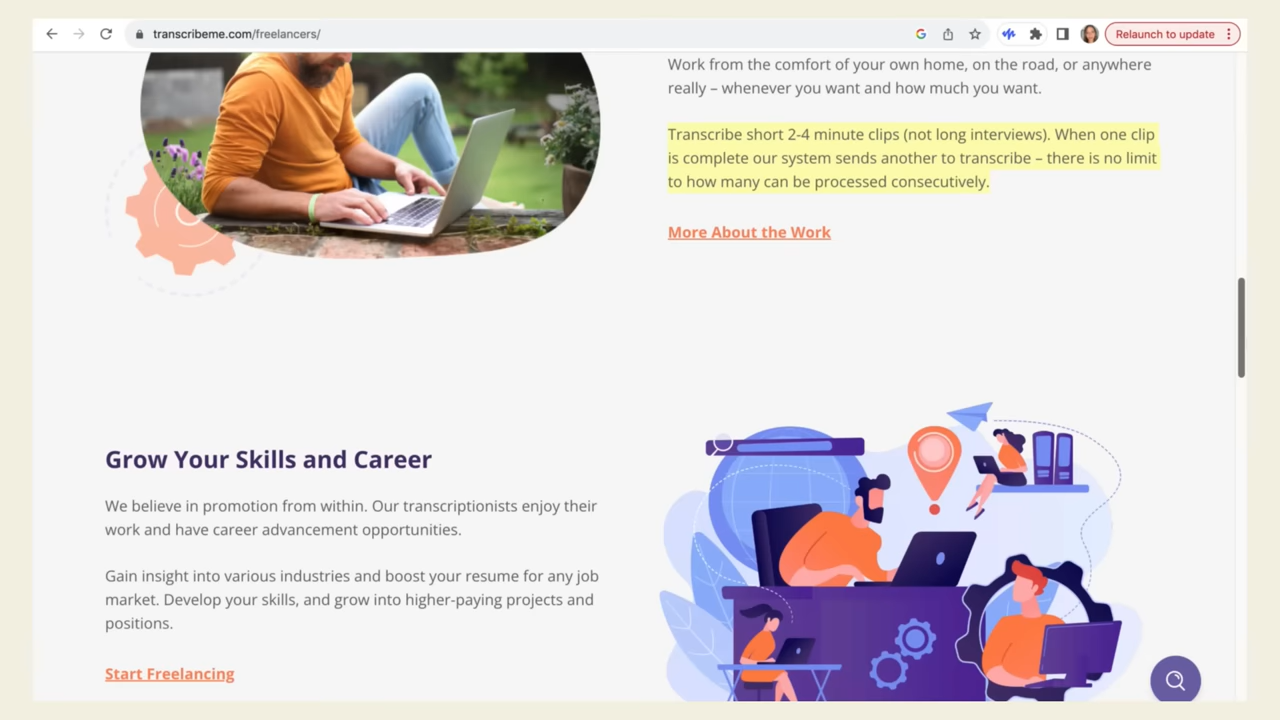 transcribeme.com/freelancers/
Relaunch to update
Work from the comfort of your own home, on the road, or anywhere
really – whenever you want and how much you want.
Transcribe short 2-4 minute clips (not long interviews). When one clip
is complete our system sends another to transcribe – there is no limit
to how many can be processed consecutively.
More About the Work
Grow Your Skills and Career
We believe in promotion from within. Our transcriptionists enjoy their
work and have career advancement opportunities.
Gain insight into various industries and boost your resume for any job
market. Develop your skills, and grow into higher-paying projects and
positions.
Start Freelancing